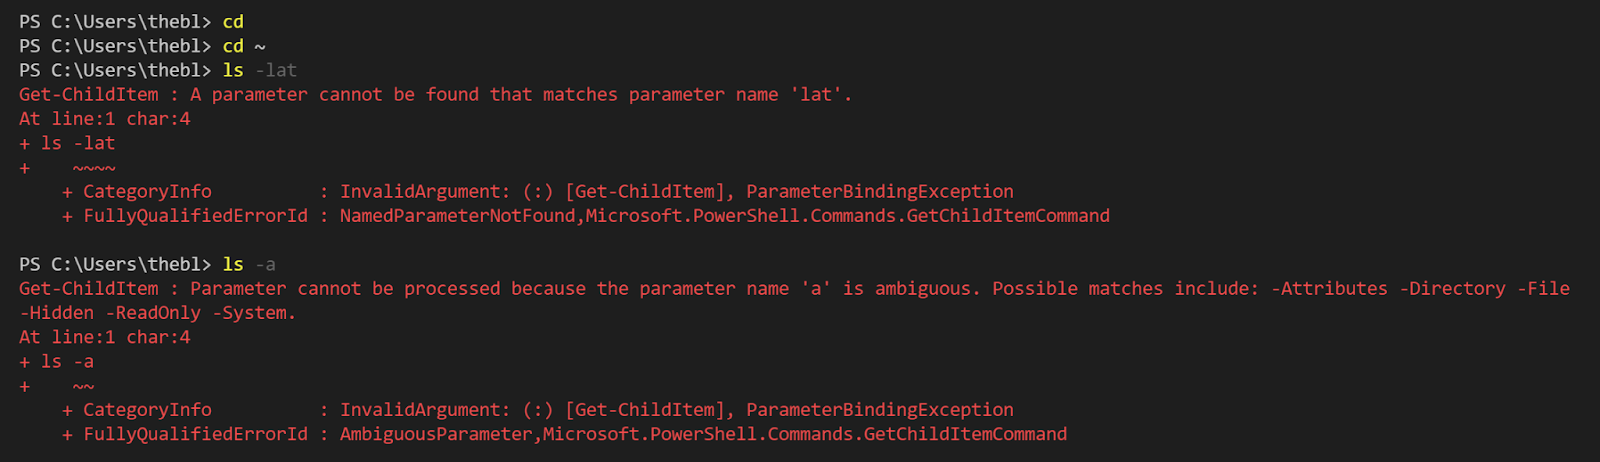 PS C:\Users\thebl> cd
PS C:\Users\thebl> cd ~
PS C:\Users\thebl> ls -lat
Get-ChildItem : A parameter cannot be found that matches parameter name 'lat'.
At line:1 char:4
+ ls -lat
+    ~~~~
    + CategoryInfo          : InvalidArgument: (:) [Get-ChildItem], ParameterBindingException
    + FullyQualifiedErrorId : NamedParameterNotFound,Microsoft.PowerShell.Commands.GetChildItemCommand

PS C:\Users\thebl> ls -a
Get-ChildItem : Parameter cannot be processed because the parameter name 'a' is ambiguous. Possible matches include: -Attributes -Directory -File
-Hidden -ReadOnly -System.
At line:1 char:4
+ ls -a
+    ~~
    + CategoryInfo          : InvalidArgument: (:) [Get-ChildItem], ParameterBindingException
    + FullyQualifiedErrorId : AmbiguousParameter,Microsoft.PowerShell.Commands.GetChildItemCommand